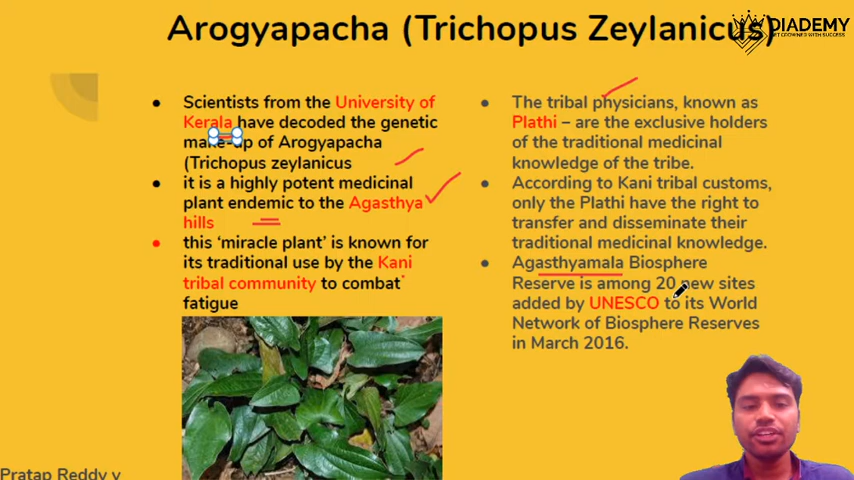 Arogyapacha (Trichopus Zeylanicus)
DIADEMY
GET CROWNED WITH SUCCESS
● Scientists from the University of
Kerala have decoded the genetic
make-up of Arogyapacha
(Trichopus zeylanicus
● it is a highly potent medicinal
plant endemic to the Agasthya
hills
● this ‘miracle plant’ is known for
its traditional use by the Kani
tribal community to combat
fatigue
● The tribal physicians, known as
Plathi – are the exclusive holders
of the traditional medicinal
knowledge of the tribe.
● According to Kani tribal customs,
only the Plathi have the right to
transfer and disseminate their
traditional medicinal knowledge.
● Agasthyamala Biosphere
Reserve is among 20 new sites
added by UNESCO to its World
Network of Biosphere Reserves
in March 2016.
Pratap Reddy y